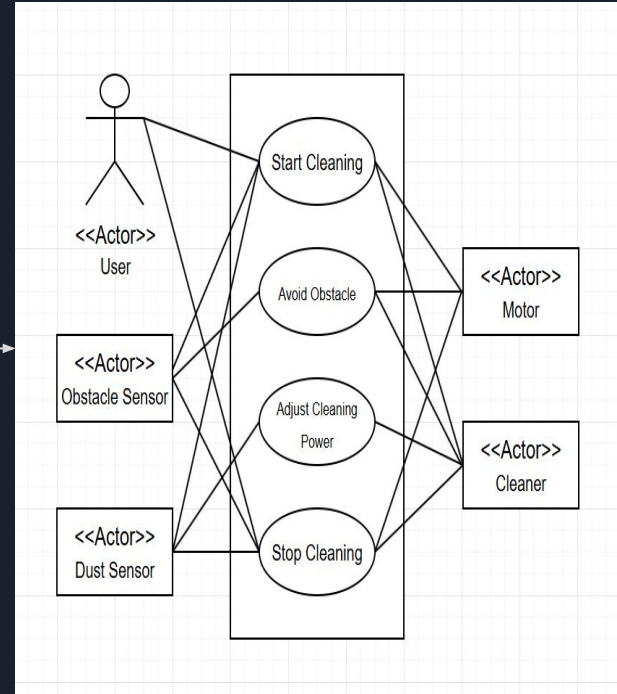 Start Cleaning
<<Actor>>
User
Avoid Obstacle
<<Actor>>
Motor
<<Actor>>
Obstacle Sensor
Adjust Cleaning
Power
<<Actor>>
Cleaner
<<Actor>>
Dust Sensor
Stop Cleaning